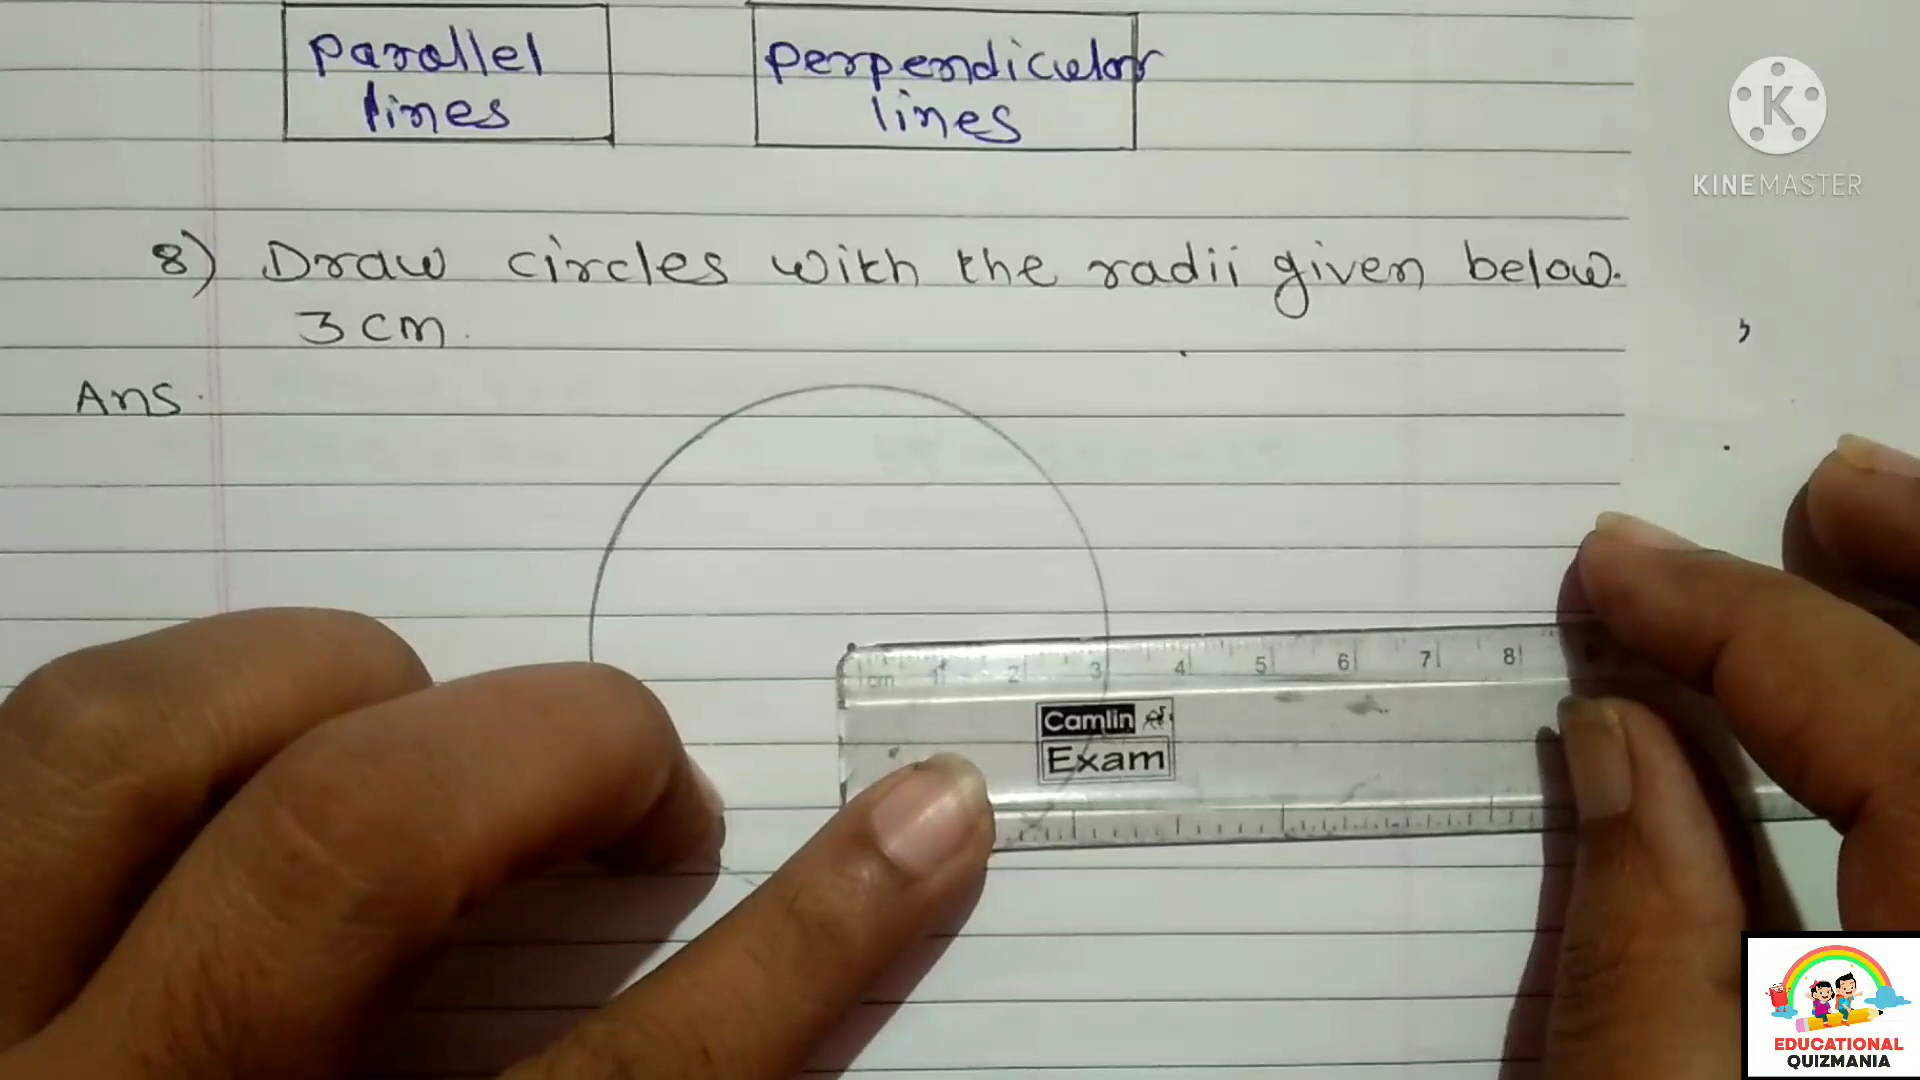 Parallel
lines
Perpendicular
lines
KINEMASTER
8) Draw circles with the radii given below.
3 cm.
Ans.
cm 1 2 3 4 5 6 7 8
Camlin
Exam
EDUCATIONAL
QUIZMANIA